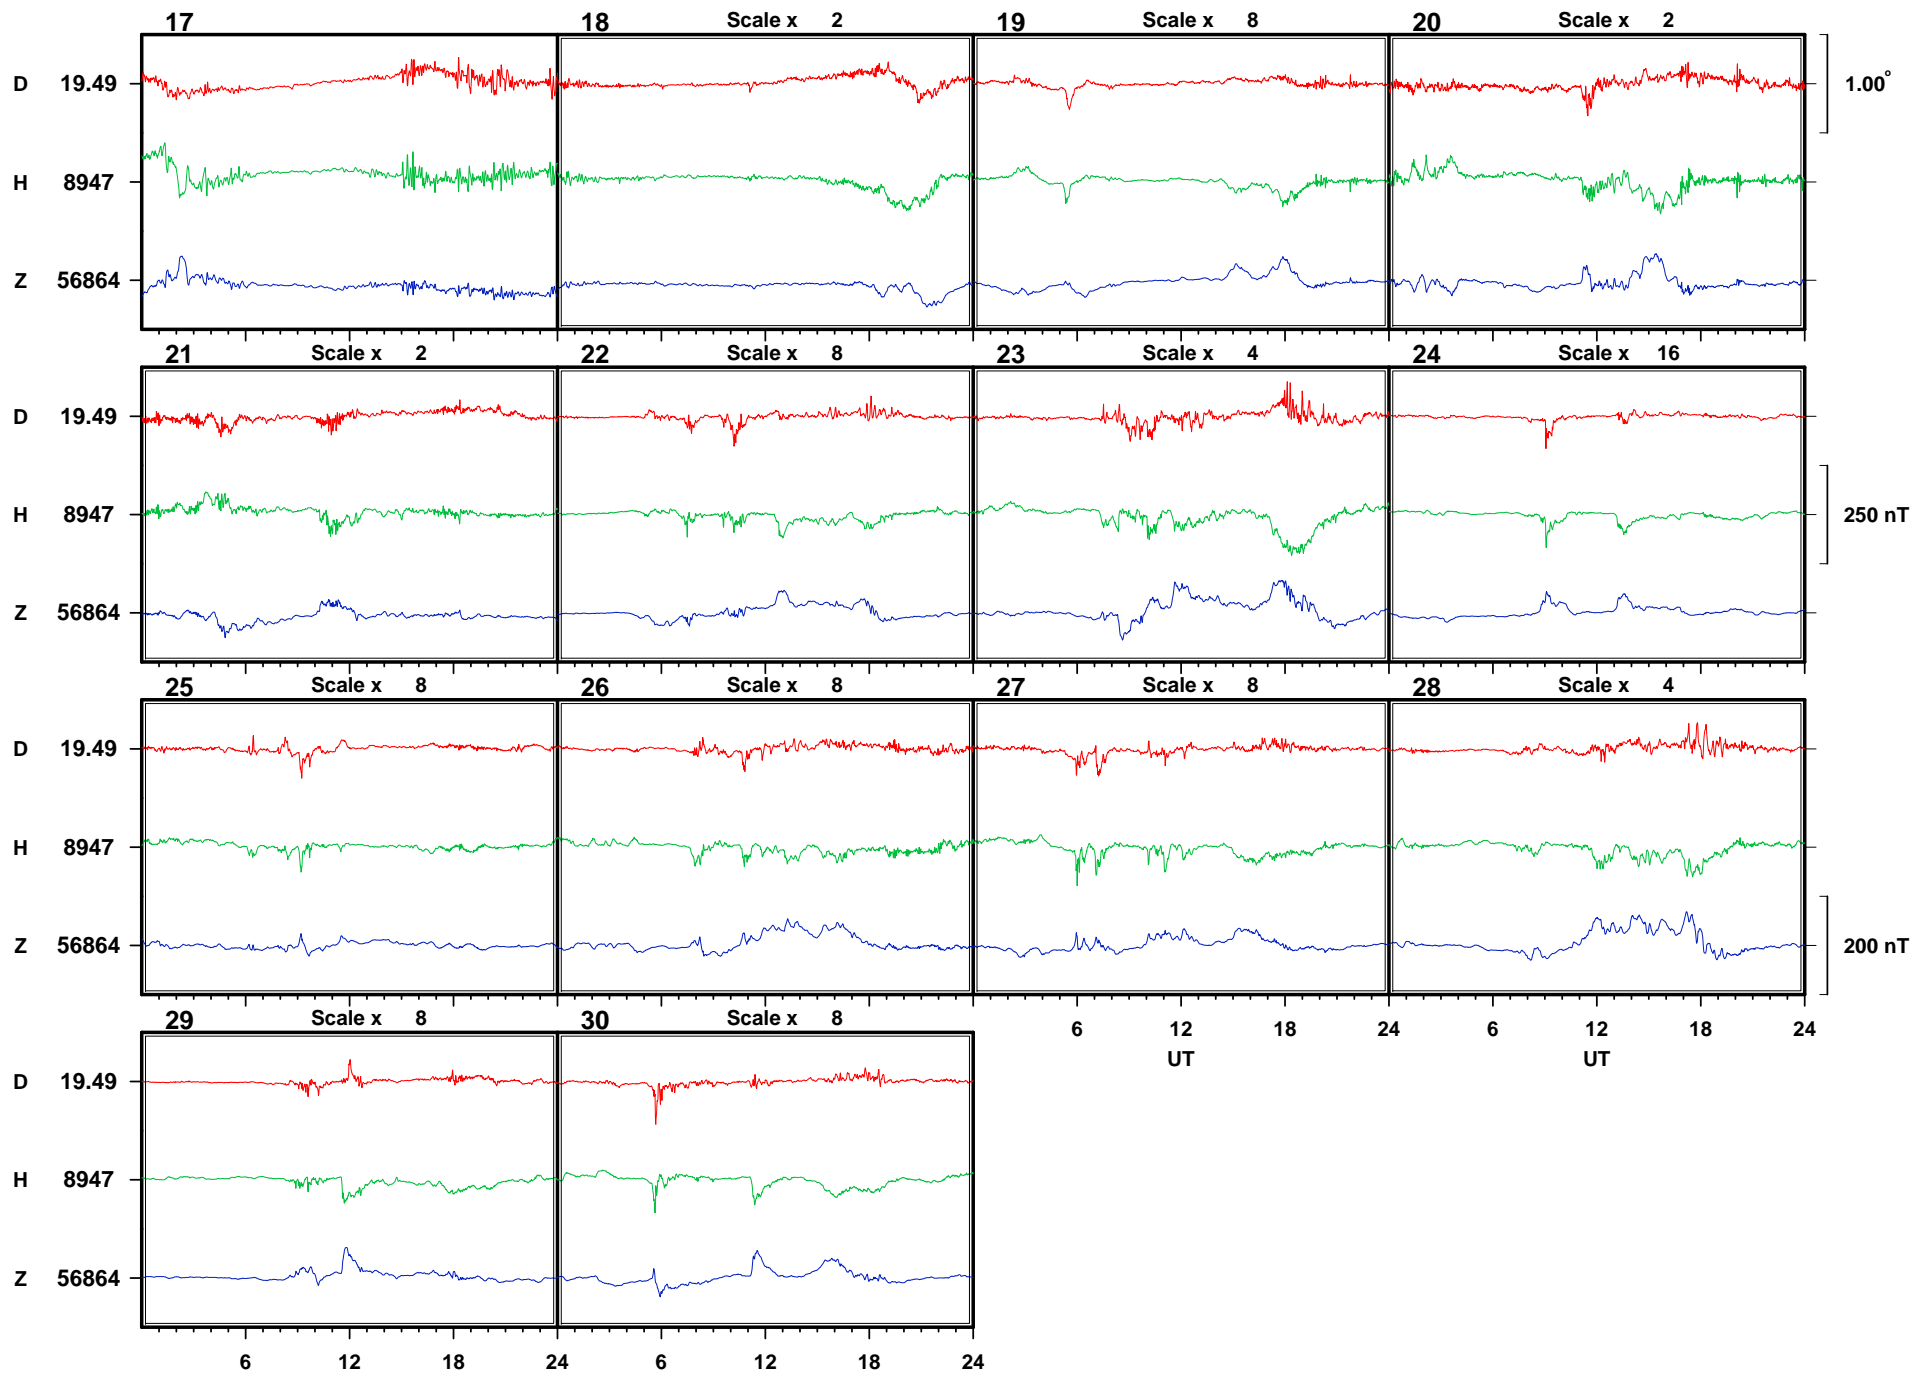 17 18 Scale x 2 19 Scale x 8 20 Scale x 2
D 19.49 1.00°
H 8947
Z 56864
21 Scale x 2 22 Scale x 8 23 Scale x 4 24 Scale x 16
D 19.49
H 8947 250 nT
Z 56864
25 Scale x 8 26 Scale x 8 27 Scale x 8 28 Scale x 4
D 19.49
H 8947
Z 56864 200 nT
29 Scale x 8 30 Scale x 8 6 12 18 24 6 12 18 24
UT UT
D 19.49
H 8947
Z 56864
6 12 18 24 6 12 18 24